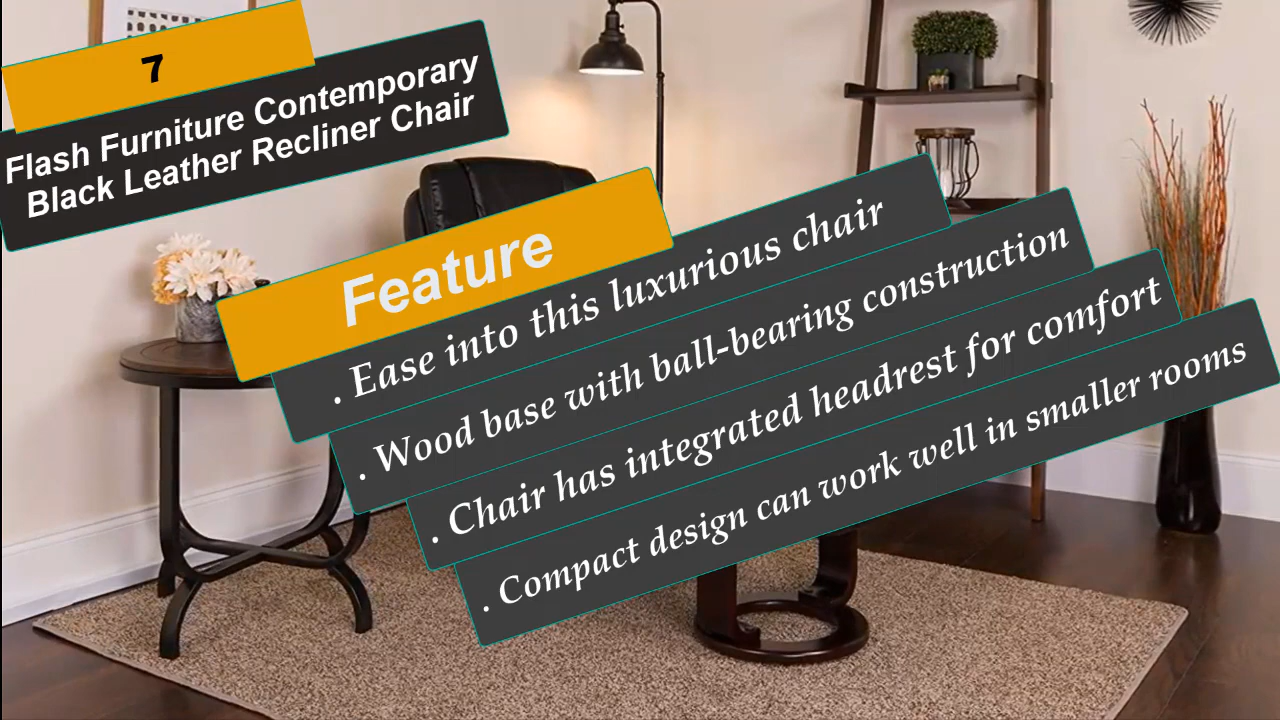 7
Flash Furniture Contemporary
Black Leather Recliner Chair
Feature
. Ease into this luxurious chair
. Wood base with ball-bearing construction
. Chair has integrated headrest for comfort
. Compact design can work well in smaller rooms